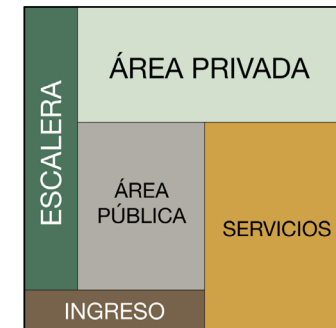 ÁREA PRIVADA
ESCALERA
ÁREA
PÚBLICA
SERVICIOS
INGRESO